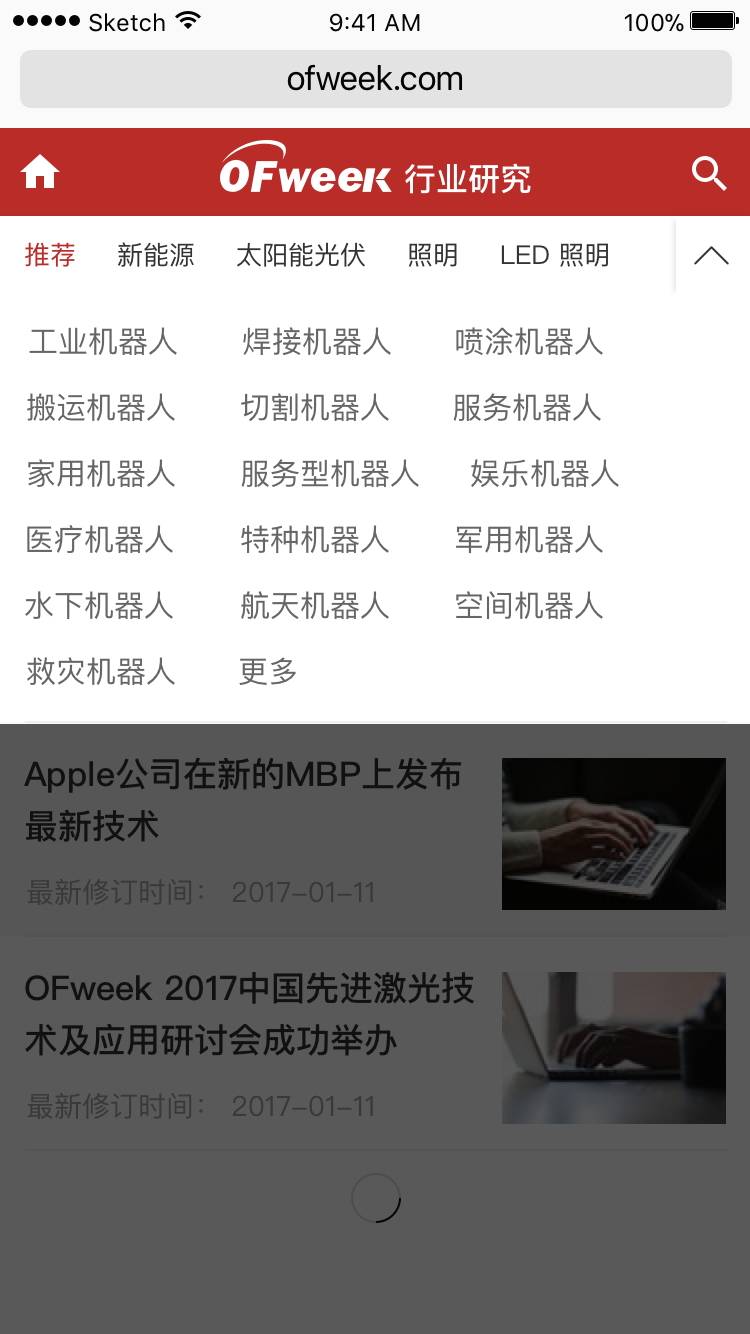 Sketch 9:41 AM 100%
ofweek.com
OFweek 行业研究
推荐 新能源 太阳能光伏 照明 LED 照明
工业机器人 焊接机器人 喷涂机器人
搬运机器人 切割机器人 服务机器人
家用机器人 服务型机器人 娱乐机器人
医疗机器人 特种机器人 军用机器人
水下机器人 航天机器人 空间机器人
救灾机器人 更多
Apple公司在新的MBP上发布
最新技术
最新修订时间： 2017-01-11
OFweek 2017中国先进激光技
术及应用研讨会成功举办
最新修订时间： 2017-01-11